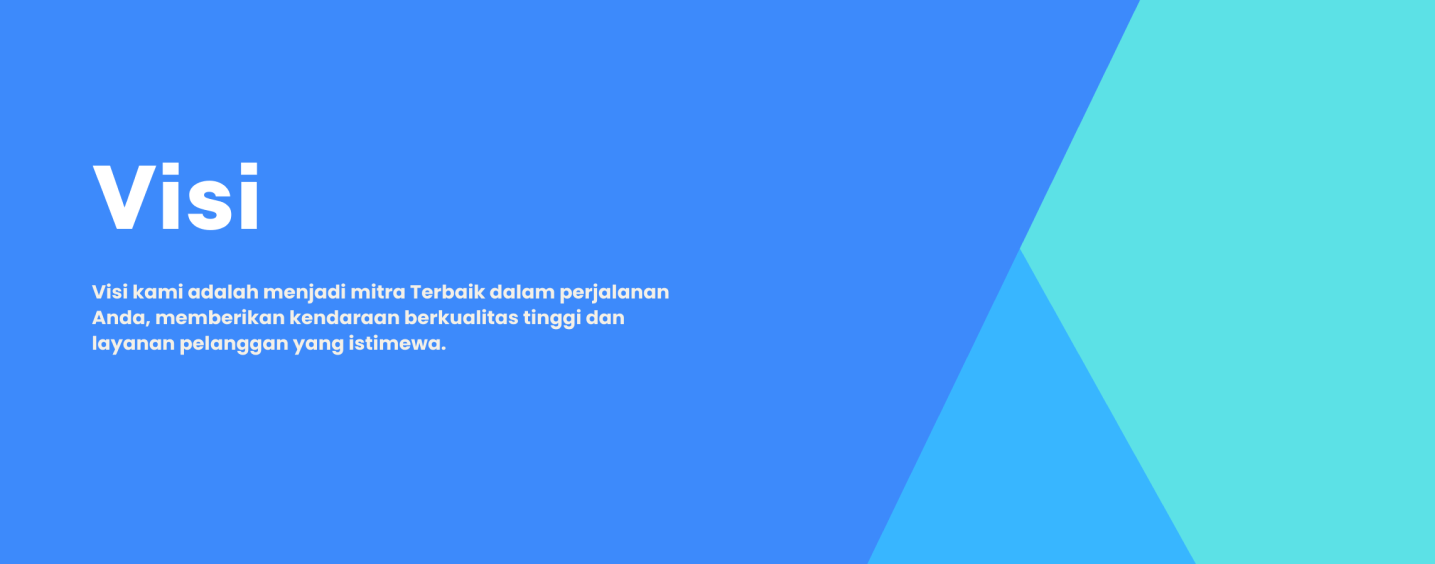 Visi
Visi kami adalah menjadi mitra Terbaik dalam perjalanan
Anda, memberikan kendaraan berkualitas tinggi dan
layanan pelanggan yang istimewa.